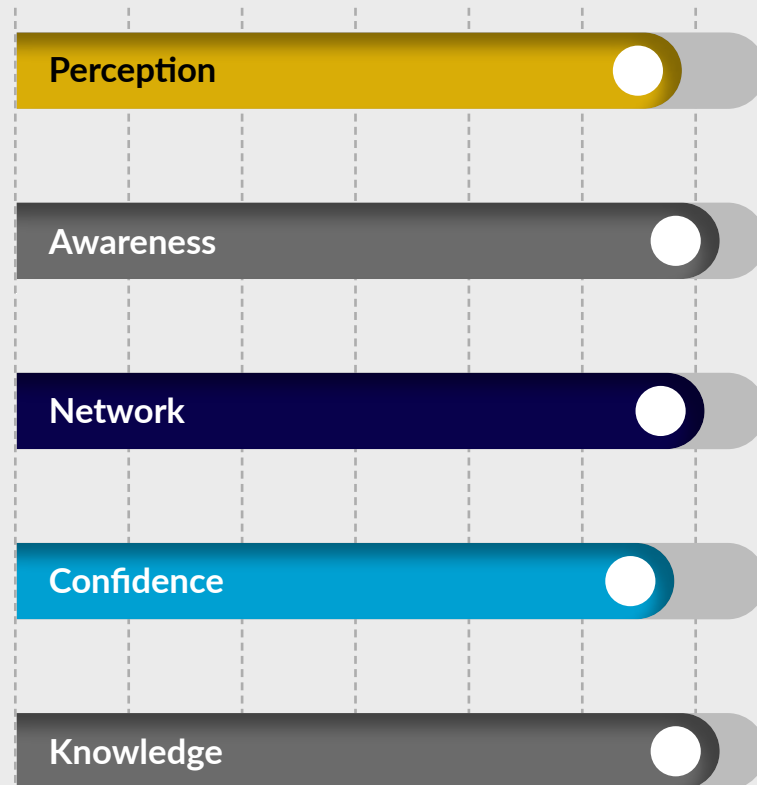 Perception
Awareness
Network
Confidence
Knowledge